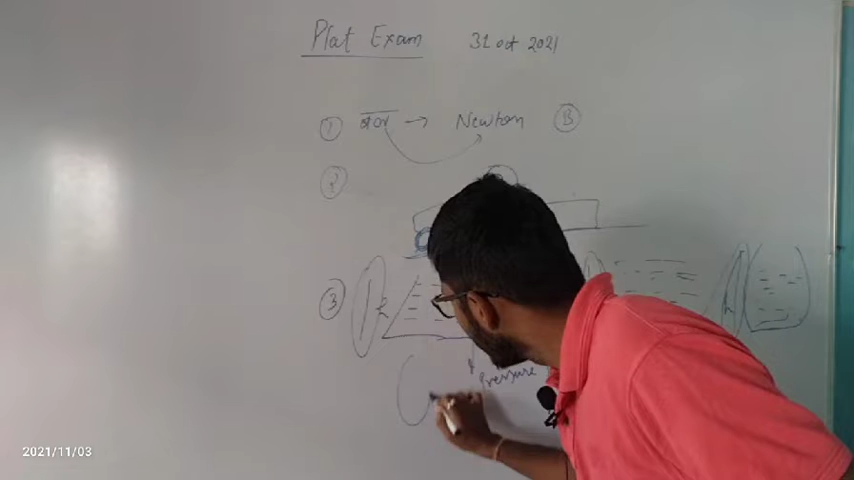 Plat Exam 31 oct 2021
① → Newton Ⓑ
②
③ h h
Pressure
2021/11/03